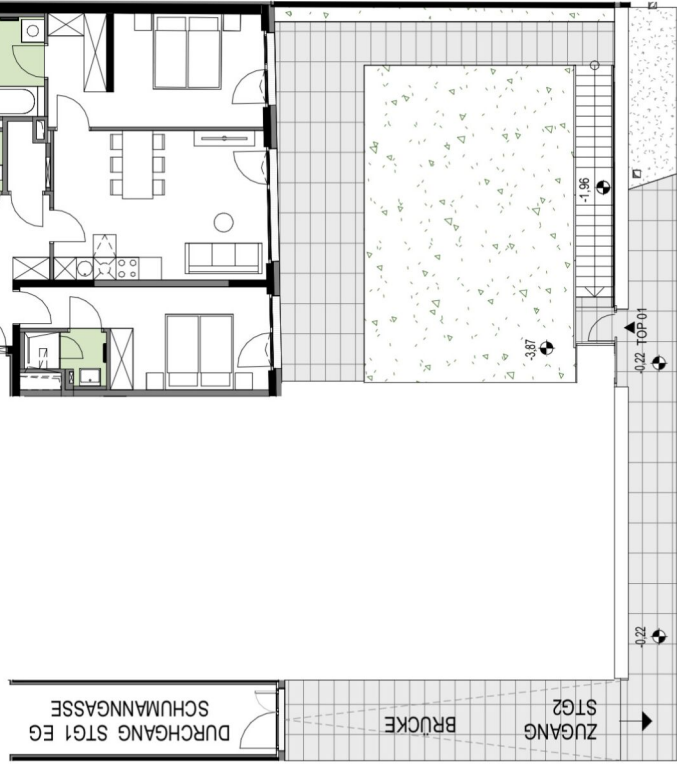 -1,96
-3,87
TOP 01
-0,22
-0,22
DURCHGANG STG1 EG
SCHUMANNGASSE
BRÜCKE
ZUGANG
STG2